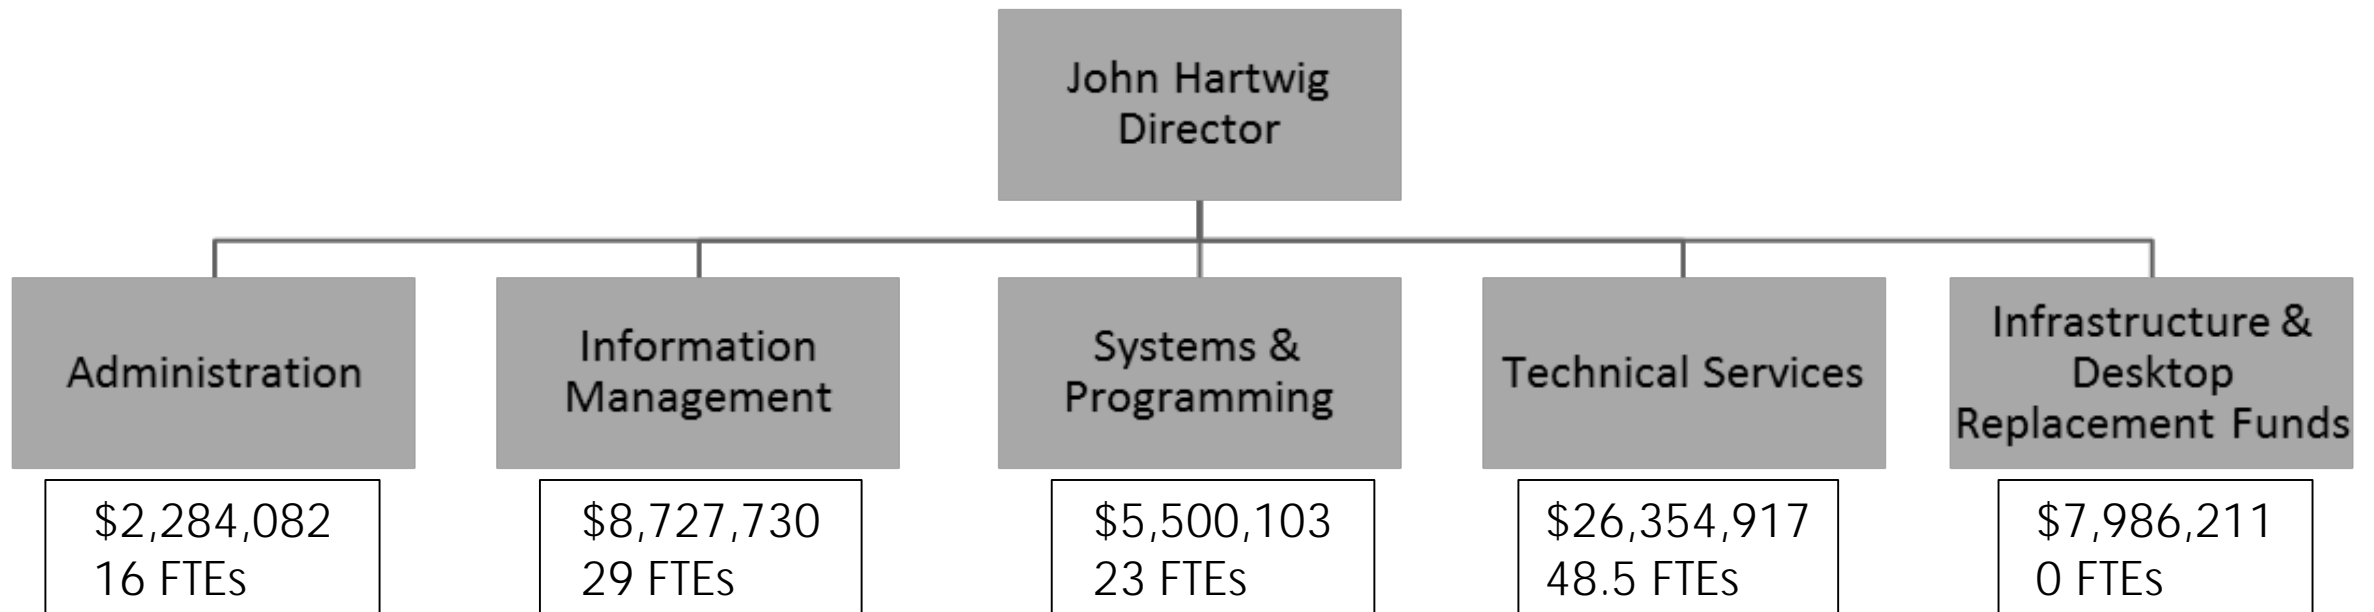 John Hartwig
Director
Administration
Information
Management
Systems &
Programming
Technical Services
Infrastructure &
Desktop
Replacement Funds
$2,284,082
16 FTEs
$8,727,730
29 FTEs
$5,500,103
23 FTEs
$26,354,917
48.5 FTEs
$7,986,211
0 FTEs